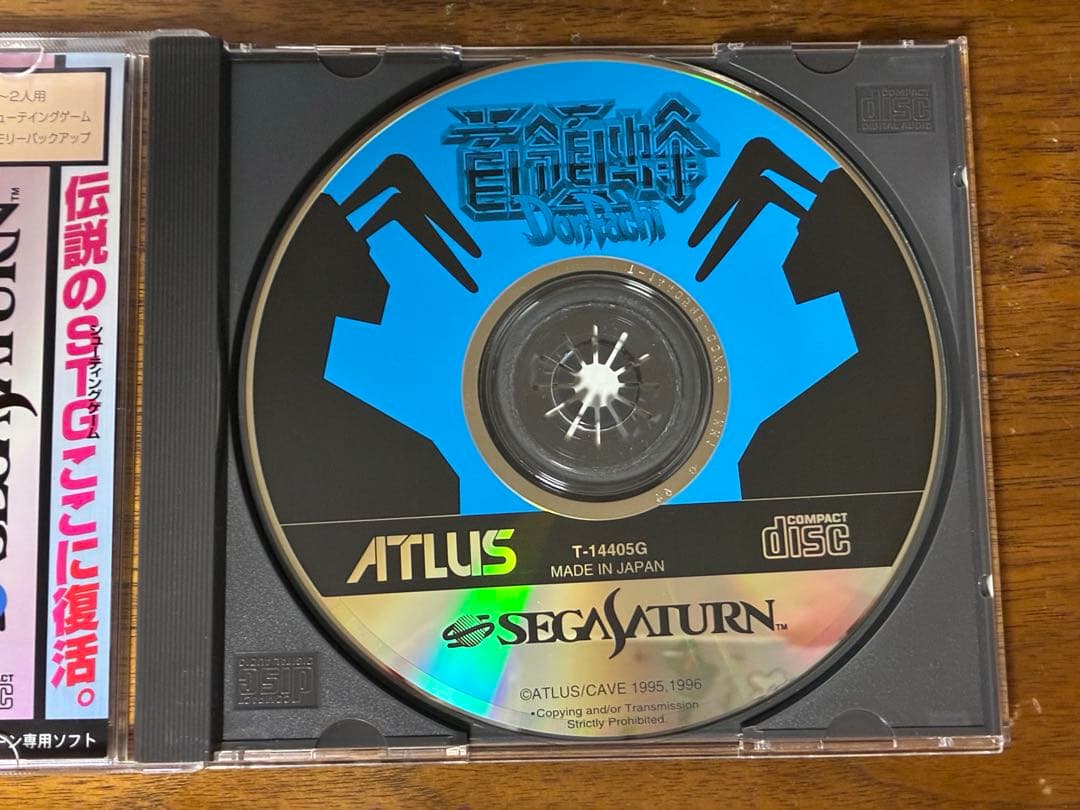 ～2人用
ューティングゲーム
モリーバックアップ
伝説のSTGここに復活。
シューティングゲーム
ーン専用ソフト
COMPACT
disc
DIGITAL AUDIO
首領蜂
DonPachi
ATLUS
T-14405G
MADE IN JAPAN
COMPACT
disc
SEGA SATURN™
©ATLUS/CAVE 1995,1996
•Copying and/or Transmission
Strictly Prohibited.